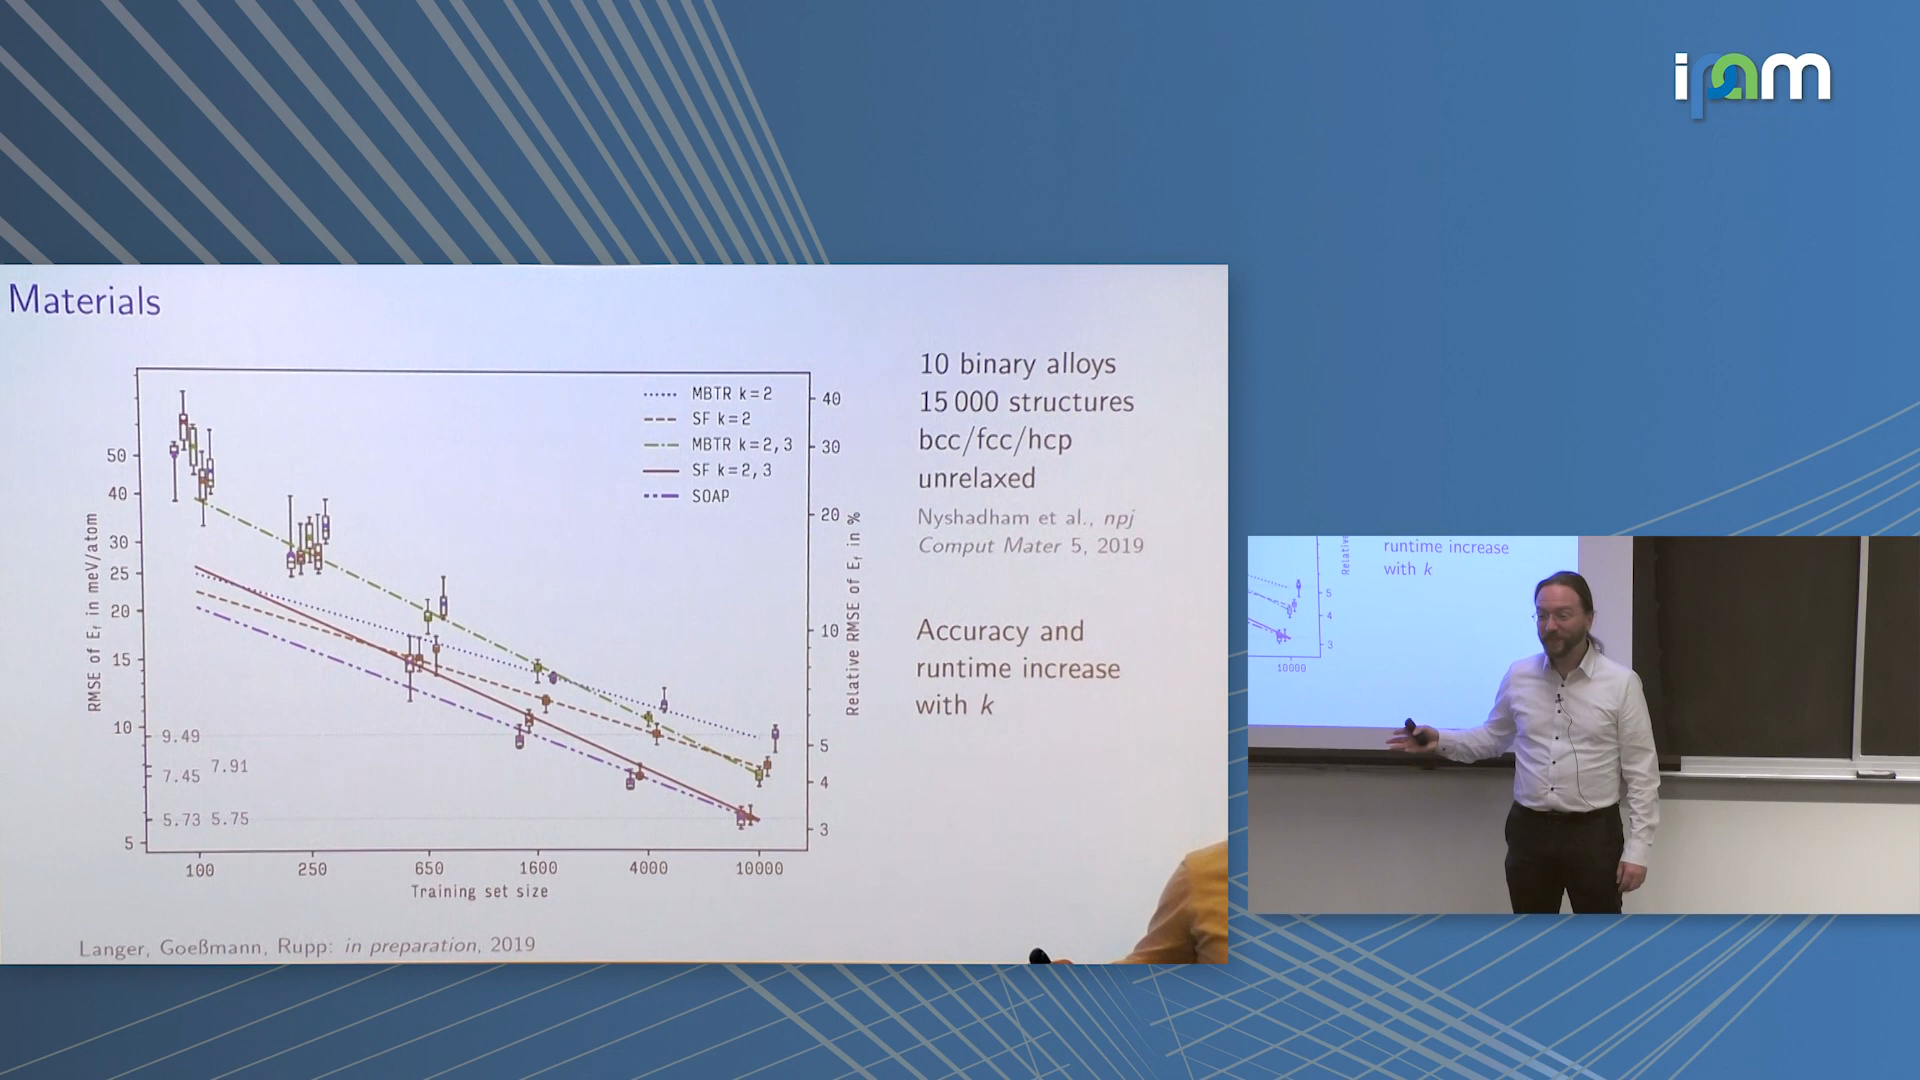 ipam
Materials
MBTR k=2
SF k=2
MBTR k=2,3
SF k=2,3
SOAP
50
40
30
25
20
15
10
5
RMSE of Ef in meV/atom
9.49
7.45 7.91
5.73 5.75
40
30
20
10
5
4
3
Relative RMSE of Ef in %
100 250 650 1600 4000 10000
Training set size
10 binary alloys
15 000 structures
bcc/fcc/hcp
unrelaxed
Nyshadham et al., npj
Comput Mater 5, 2019
Accuracy and
runtime increase
with k
Langer, Goeßmann, Rupp: in preparation, 2019
runtime increase
with k
Relative
5
4
3
10000